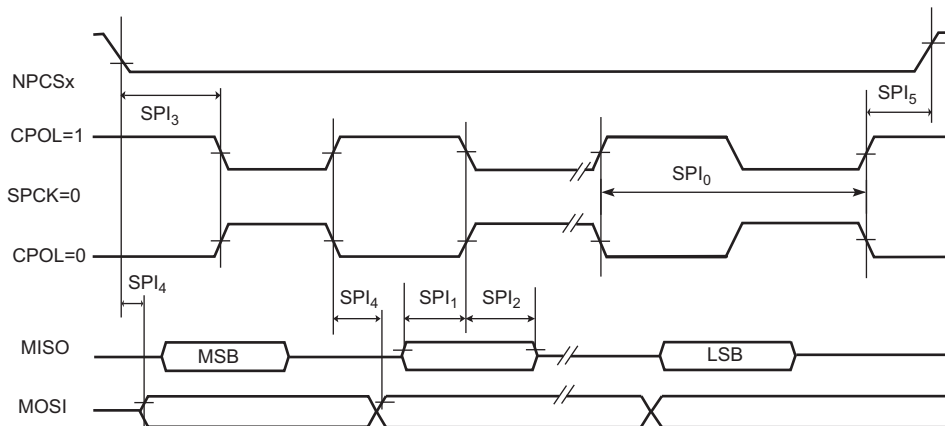 NPCSx
SPI3
SPI5
CPOL=1
SPCK=0
SPI0
CPOL=0
SPI4
SPI4
SPI1
SPI2
MISO
MSB
LSB
MOSI